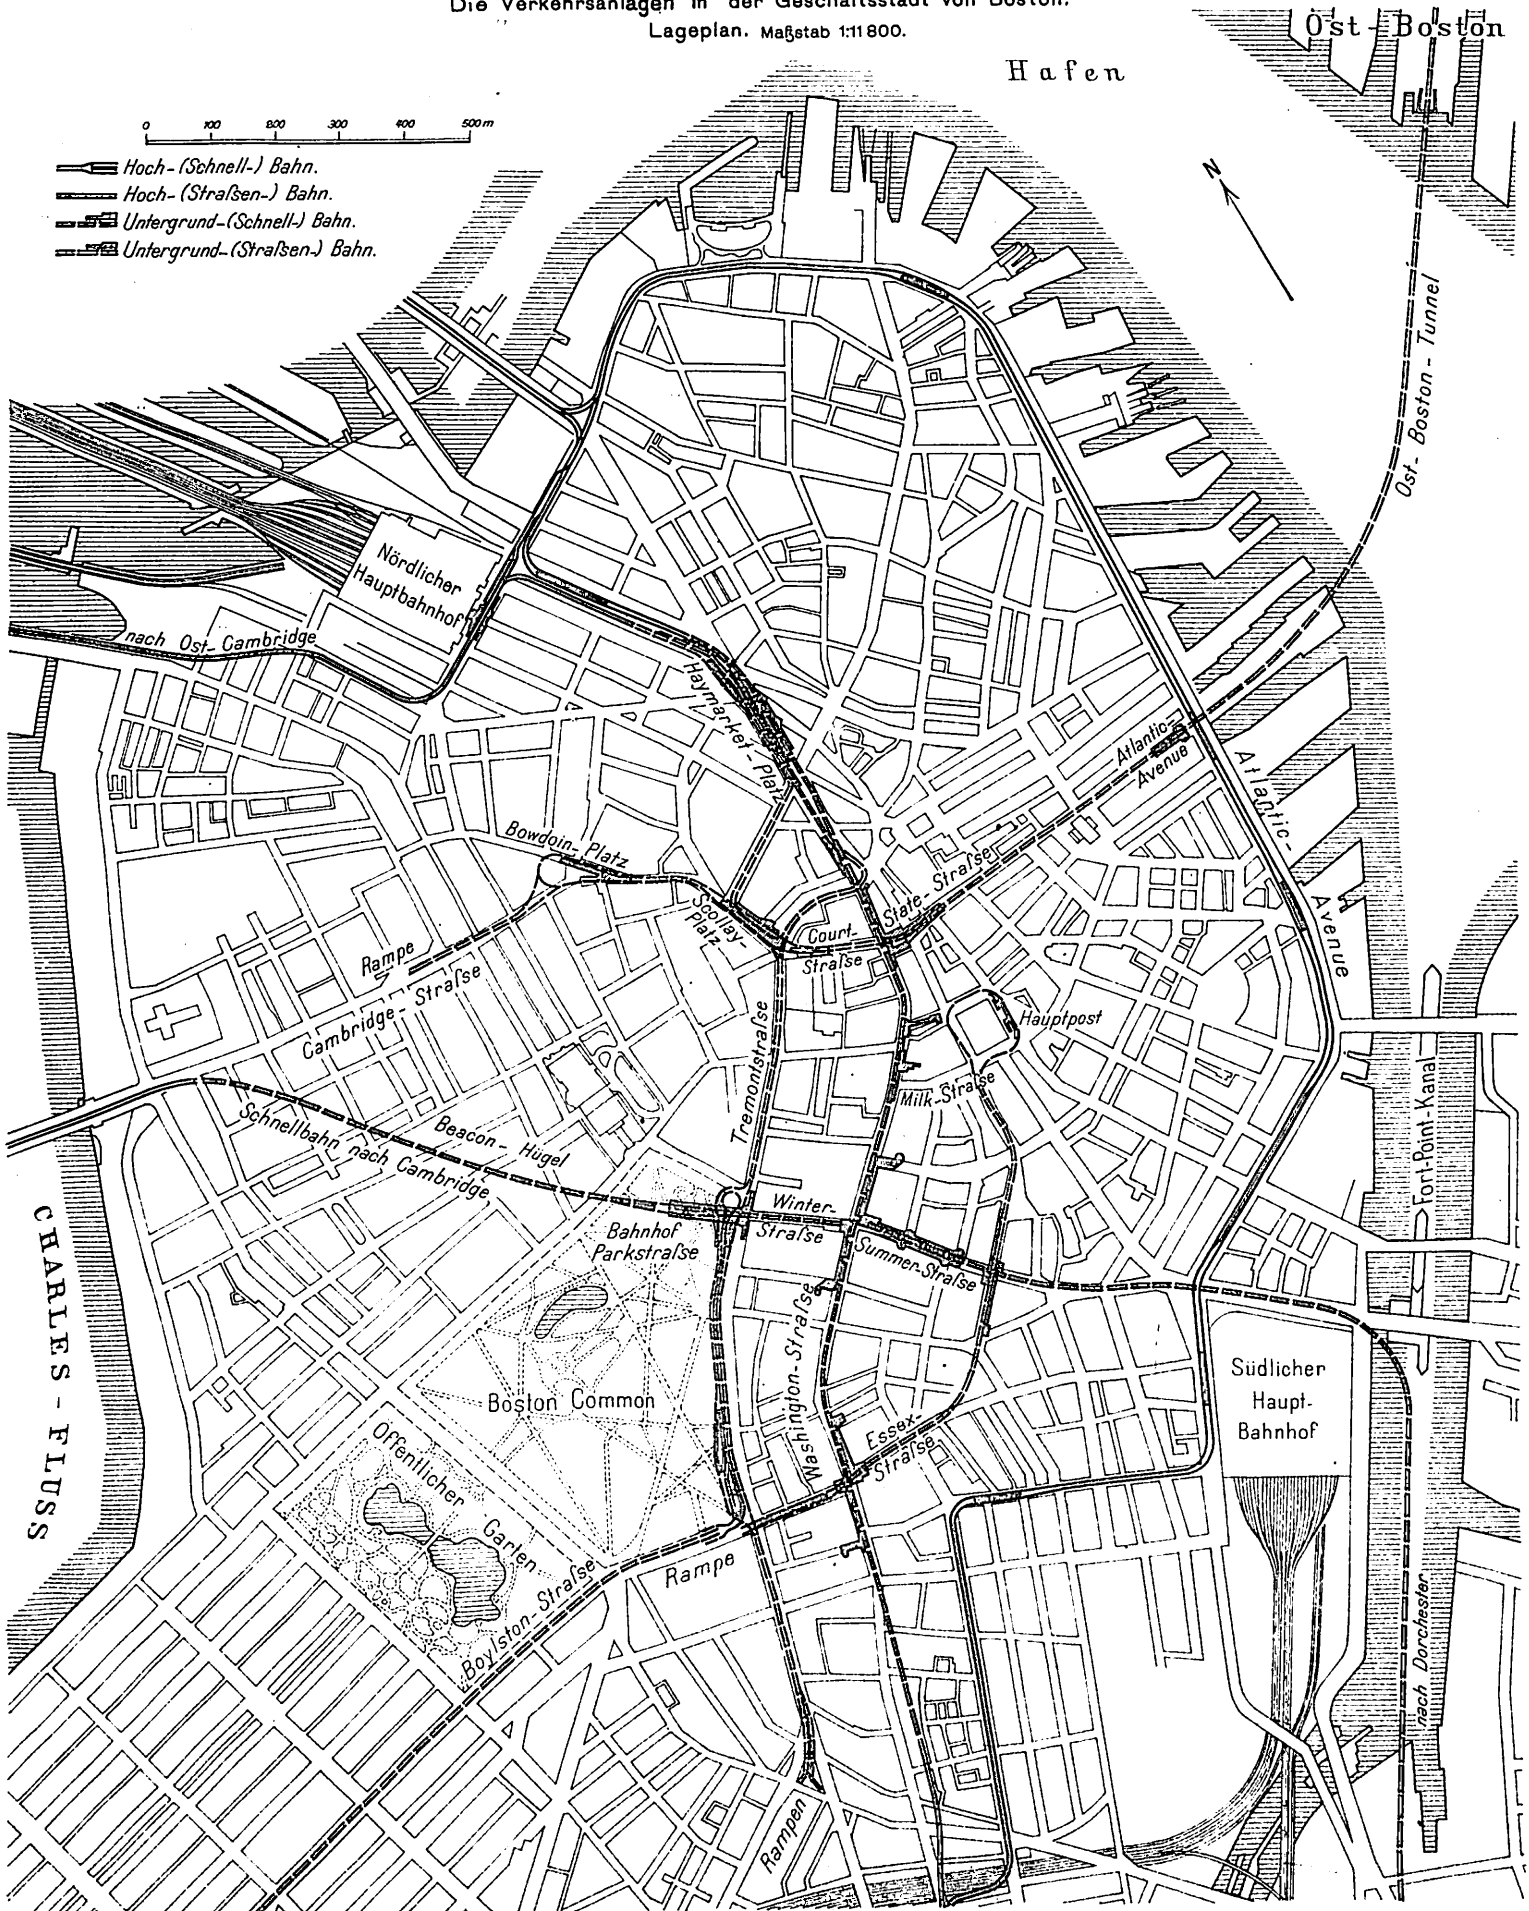 Die Verkehrsanlagen in der Geschäftsstadt von Boston.
Lageplan. Maßstab 1:11800.
Ost-Boston
Hafen
0 100 200 300 400 500m
Hoch-(Schnell-) Bahn.
Hoch-(Straſsen-) Bahn.
Untergrund-(Schnell-) Bahn.
Untergrund-(Straſsen-) Bahn.
N
Ost-Boston-Tunnel
Nördlicher
Hauptbahnhof
nach Ost-Cambridge
Haymarket-Platz
Atlantic-
Avenue
Atlantic-
Avenue
Bowdoin-Platz
Scollay-
Platz
State-Straſse
Court-
Straſse
Rampe
Cambridge-Straſse
Hauptpost
Milk-Straſse
Tremontstraſse
Fort-Point-Kanal
Beacon-Hügel
Schnellbahn nach Cambridge
Winter-
Straſse
Bahnhof
Parkstraſse
Summer-Straſse
CHARLES-FLUSS
Washington-Straſse
Südlicher
Haupt-
Bahnhof
Boston Common
Essex-
Straſse
Öffentlicher
Garten
Boylston-Straſse
Rampe
nach Dorchester
Rampen